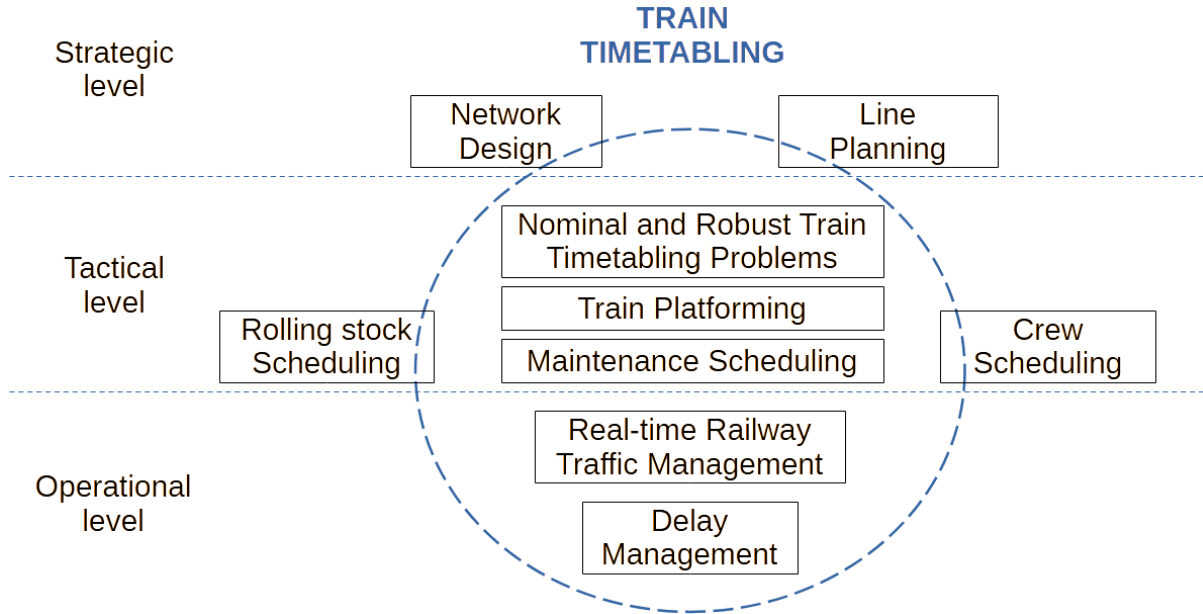 TRAIN
TIMETABLING
Strategic
level
Network
Design
Line
Planning
Tactical
level
Nominal and Robust Train
Timetabling Problems
Train Platforming
Rolling stock
Scheduling
Maintenance Scheduling
Crew
Scheduling
Operational
level
Real-time Railway
Traffic Management
Delay
Management